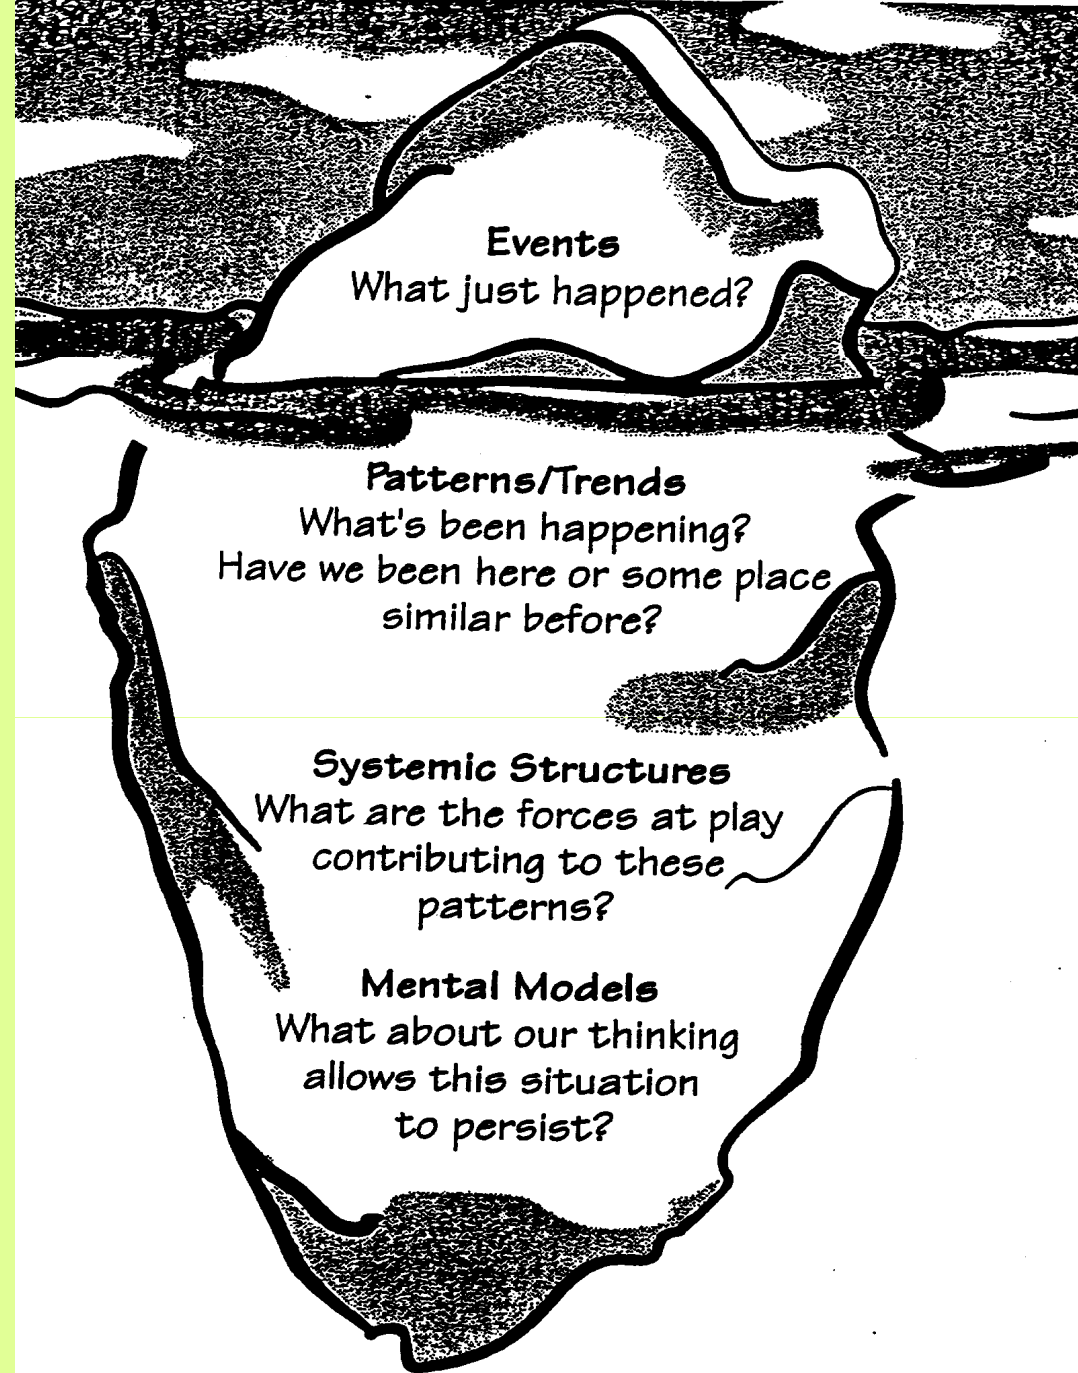 Events
What just happened?
Patterns/Trends
What's been happening?
Have we been here or some place
similar before?
Systemic Structures
What are the forces at play
contributing to these
patterns?
Mental Models
What about our thinking
allows this situation
to persist?